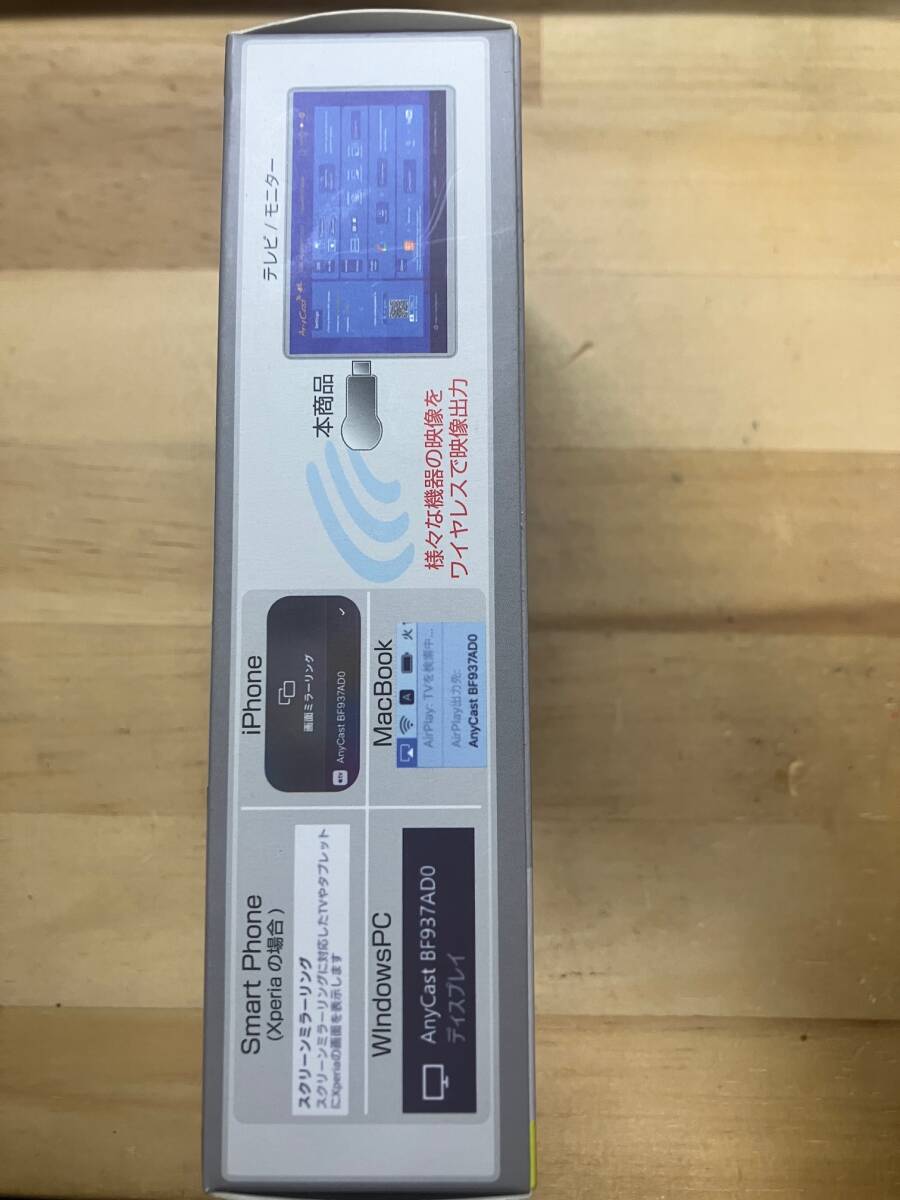 Smart Phone
(Xperia の場合)
スクリーンミラーリング
スクリーンミラーリングに対応したTVやタブレット
にXperiaの画面を表示します
iPhone
画面ミラーリング
tv
AnyCast BF937AD0
WIndowsPC
AnyCast BF937AD0
ディスプレイ
MacBook
A
火
AirPlay: TVを検索中...
AirPlay出力先:
AnyCast BF937AD0
本商品
様々な機器の映像を
ワイヤレスで映像出力
テレビ / モニター
AnyCast
Settings